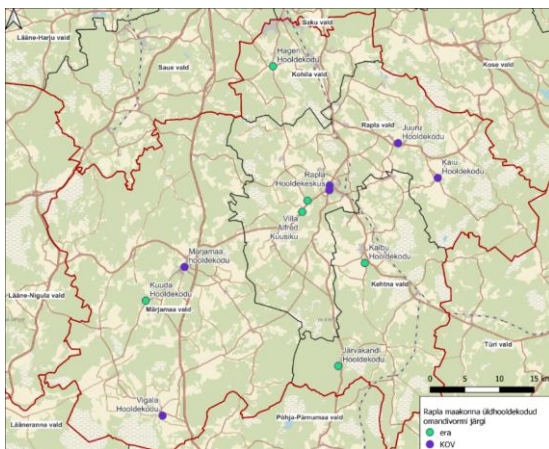 Lääne-Harju vald
Saue vald
Saku vald
Hageri
Hooldekodu
Kohila vald
Kose vald
Rapla vald
Juuru
Hooldekodu
Kaiu
Hooldekodu
Rapla
Hooldekeskus
Villa
Alfred
Kuusiku
Kabu
Hooldekodu
Kehtna vald
Märjamaa
hooldekodu
Kuuda
Hooldekodu
Märjamaa vald
Lääne-Nigula vald
Järvakandi
Hooldekodu
Türi vald
Vigala
Hooldekodu
Lääneranna vald
Põhja-Pärnumaa vald
0 5 10 15 km
Rapla maakonna üldhooldekodud
omandivormi järgi
era
KOV